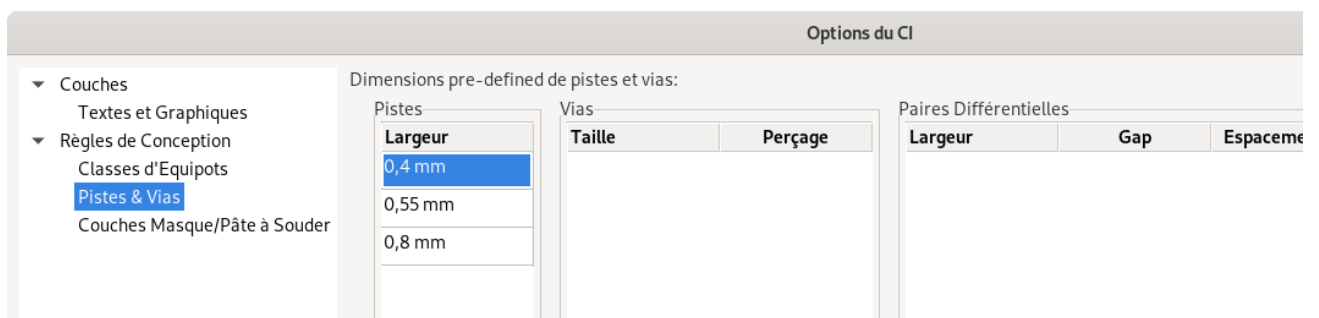 Options du CI
Couches
Textes et Graphiques
Règles de Conception
Classes d'Equipots
Pistes & Vias
Couches Masque/Pâte à Souder
Dimensions pre-defined de pistes et vias:
Pistes
Largeur
0,4 mm
0,55 mm
0,8 mm
Vias
Taille Perçage
Paires Différentielles
Largeur Gap Espaceme